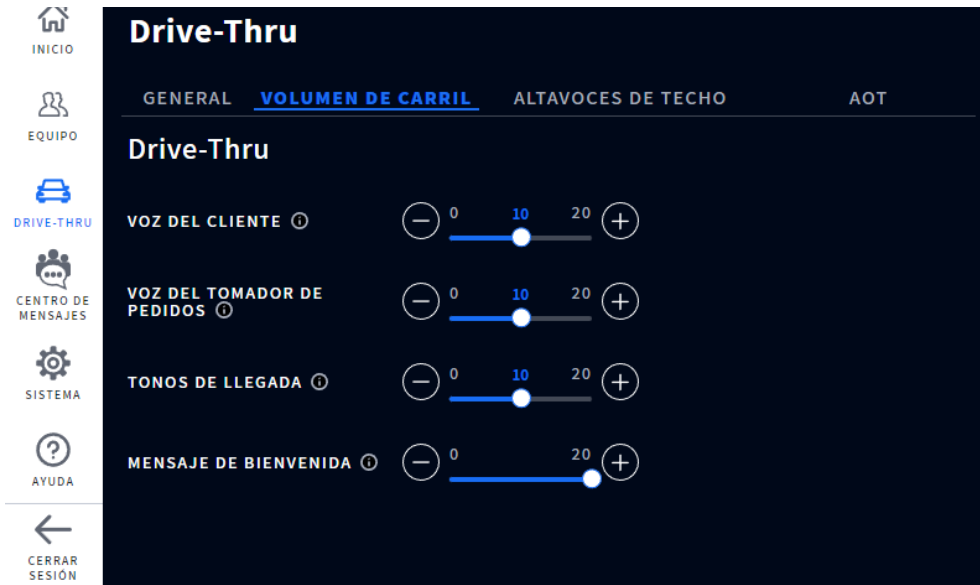 INICIO
EQUIPO
DRIVE-THRU
CENTRO DE
MENSAJES
SISTEMA
AYUDA
CERRAR
SESIÓN
Drive-Thru
GENERAL VOLUMEN DE CARRIL ALTAVOCES DE TECHO AOT
Drive-Thru
VOZ DEL CLIENTE 0 10 20
VOZ DEL TOMADOR DE
PEDIDOS 0 10 20
TONOS DE LLEGADA 0 10 20
MENSAJE DE BIENVENIDA 0 20